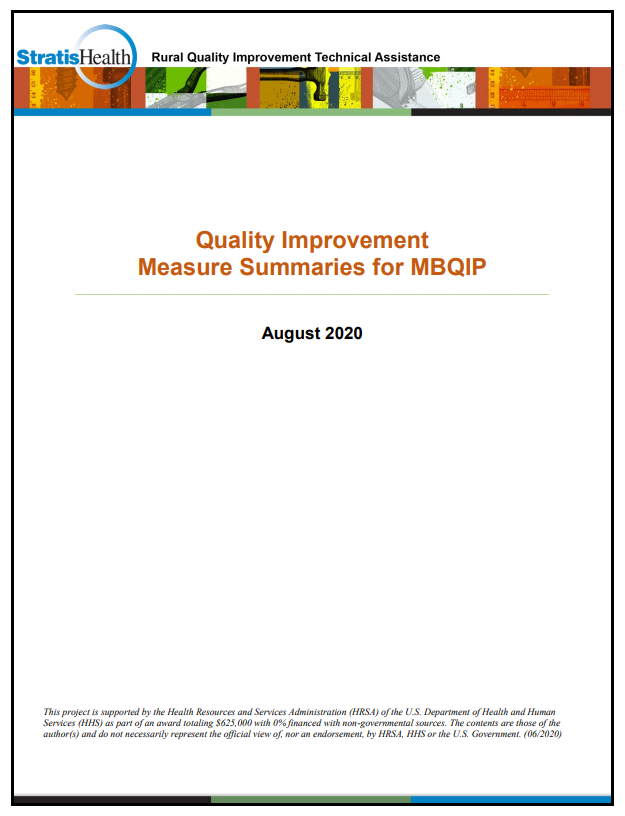 StratisHealth
Rural Quality Improvement Technical Assistance
Quality Improvement
Measure Summaries for MBQIP
August 2020
This project is supported by the Health Resources and Services Administration (HRSA) of the U.S. Department of Health and Human
Services (HHS) as part of an award totaling $625,000 with 0% financed with non-governmental sources. The contents are those of the
author(s) and do not necessarily represent the official view of, nor an endorsement, by HRSA, HHS or the U.S. Government. (06/2020)